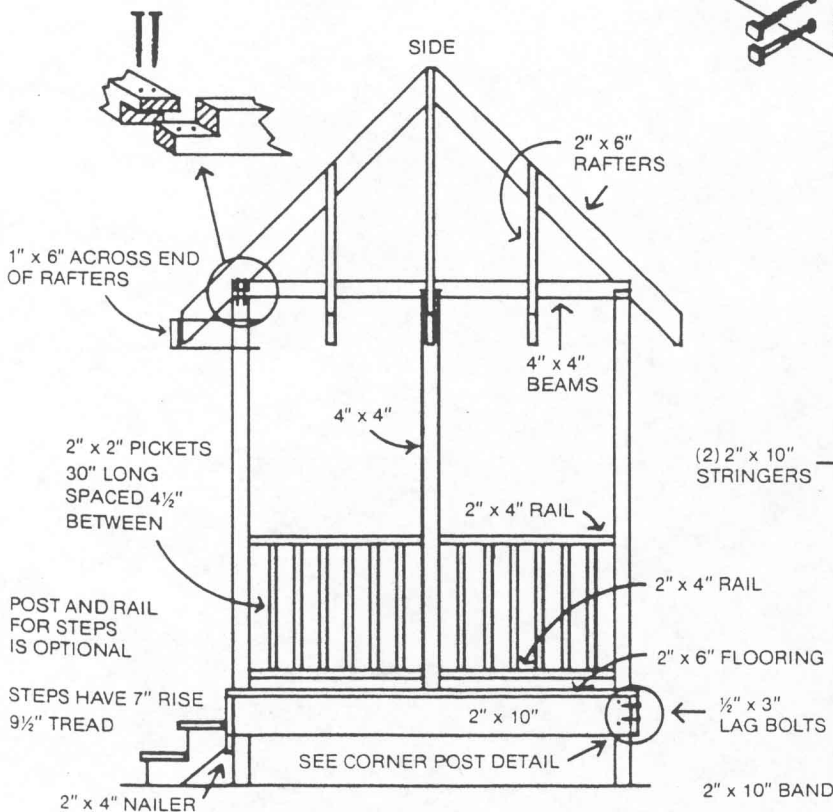 SIDE
2" x 6"
RAFTERS
1" x 6" ACROSS END
OF RAFTERS
4" x 4"
BEAMS
4" x 4"
2" x 2" PICKETS
30" LONG
SPACED 4½"
BETWEEN
(2) 2" x 10"
STRINGERS
2" x 4" RAIL
2" x 4" RAIL
POST AND RAIL
FOR STEPS
IS OPTIONAL
2" x 6" FLOORING
STEPS HAVE 7" RISE
9½" TREAD
2" x 10"
½" x 3"
LAG BOLTS
SEE CORNER POST DETAIL
2" x 4" NAILER
2" x 10" BAND